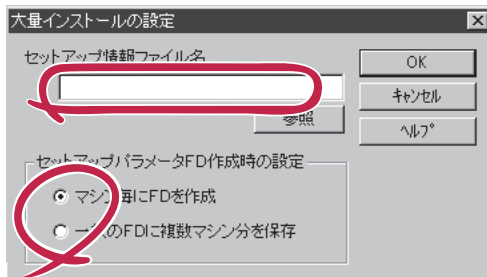 大量インストールの設定
セットアップ情報ファイル名
OK
キャンセル
参照
ヘルプ
セットアップパラメータFD作成時の設定
マシン毎にFDを作成
一枚のFDに複数マシン分を保存